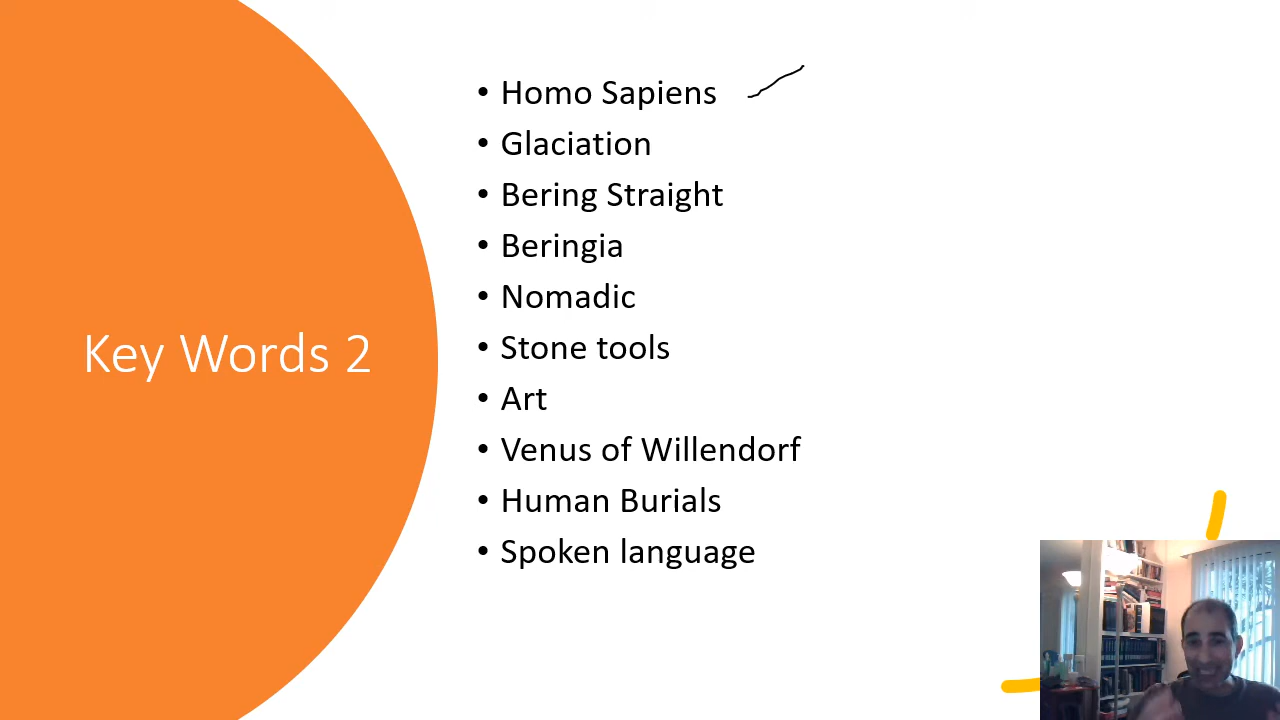 Key Words 2
• Homo Sapiens
• Glaciation
• Bering Straight
• Beringia
• Nomadic
• Stone tools
• Art
• Venus of Willendorf
• Human Burials
• Spoken language